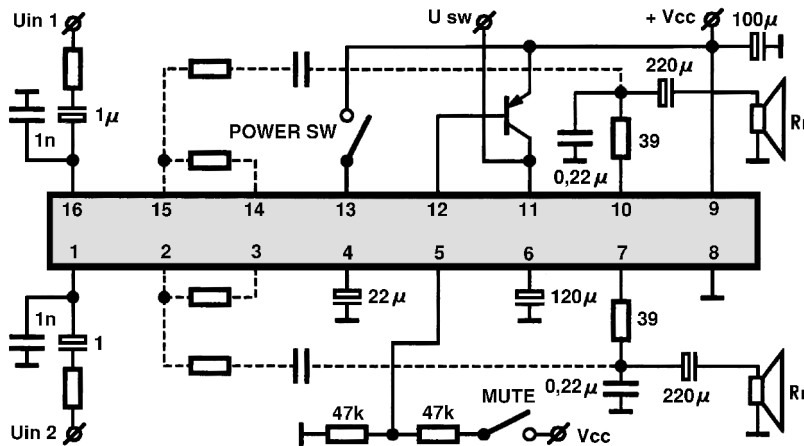 Uin 1
U sw
+ Vcc
100µ
220µ
1µ
1n
POWER SW
39
0,22µ
16 15 14 13 12 11 10 9
1 2 3 4 5 6 7 8
1n
1
22µ
120µ
39
0,22µ
220µ
MUTE
47k
47k
Vcc
Uin 2